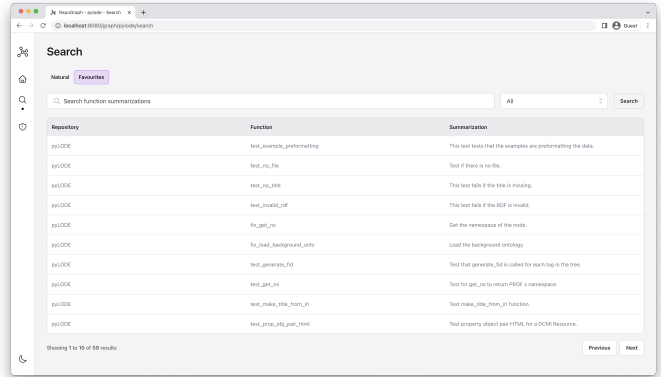 RepoGraph - pylode - Search
localhost:8080/graph/pylode/search
Guest
Search
Natural Favourites
Search function summarizations All Search
Repository Function Summarization
pyLODE test_example_preformatting This test tests that the examples are preformatting the data.
pyLODE test_no_file Test if there is no file.
pyLODE test_no_title This test fails if the title is missing.
pyLODE test_invalid_rdf This test fails if the RDF is invalid.
pyLODE fix_get_ns Get the namespace of the node.
pyLODE fix_load_background_onts Load the background ontology.
pyLODE test_generate_fid Test that generate_fid is called for each tag in the tree.
pyLODE test_get_ns Test for get_ns to return PROF s namespace.
pyLODE test_make_title_from_iri Test make_title_from_iri function.
pyLODE test_prop_obj_pair_html Test property object pair HTML for a DCMI Resource.
Showing 1 to 10 of 59 results Previous Next